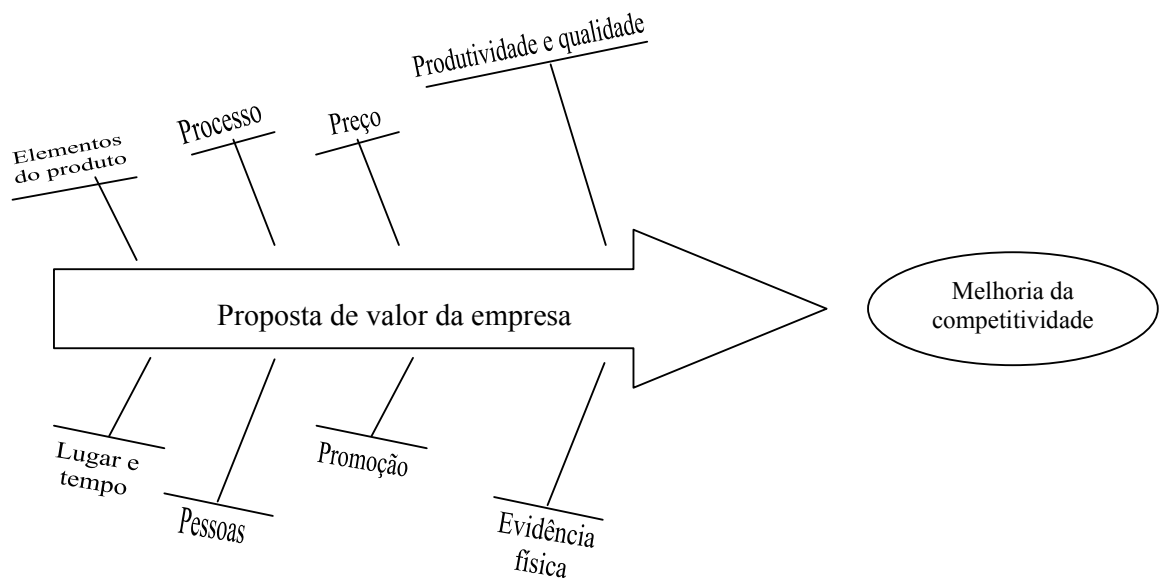 Produtividade e qualidade
Processo
Preço
Elementos
do produto
Proposta de valor da empresa
Melhoria da
competitividade
Lugar e
tempo
Pessoas
Promoção
Evidência
física